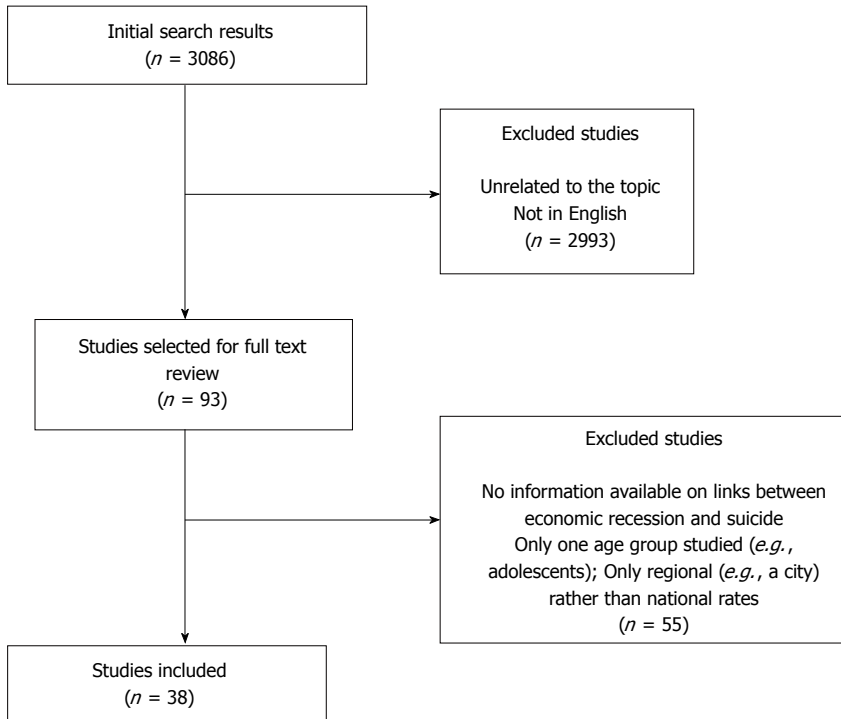 Initial search results
(n = 3086)
Excluded studies
Unrelated to the topic
Not in English
(n = 2993)
Studies selected for full text
review
(n = 93)
Excluded studies
No information available on links between
economic recession and suicide
Only one age group studied (e.g.,
adolescents); Only regional (e.g., a city)
rather than national rates
(n = 55)
Studies included
(n = 38)